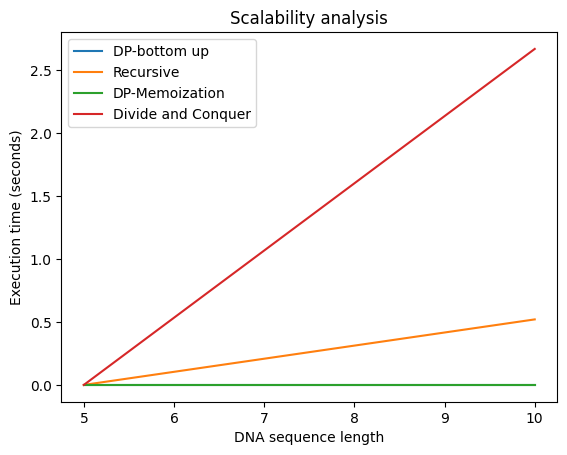 Scalability analysis
DP-bottom up
Recursive
DP-Memoization
Divide and Conquer
Execution time (seconds)
2.5
2.0
1.5
1.0
0.5
0.0
5 6 7 8 9 10
DNA sequence length